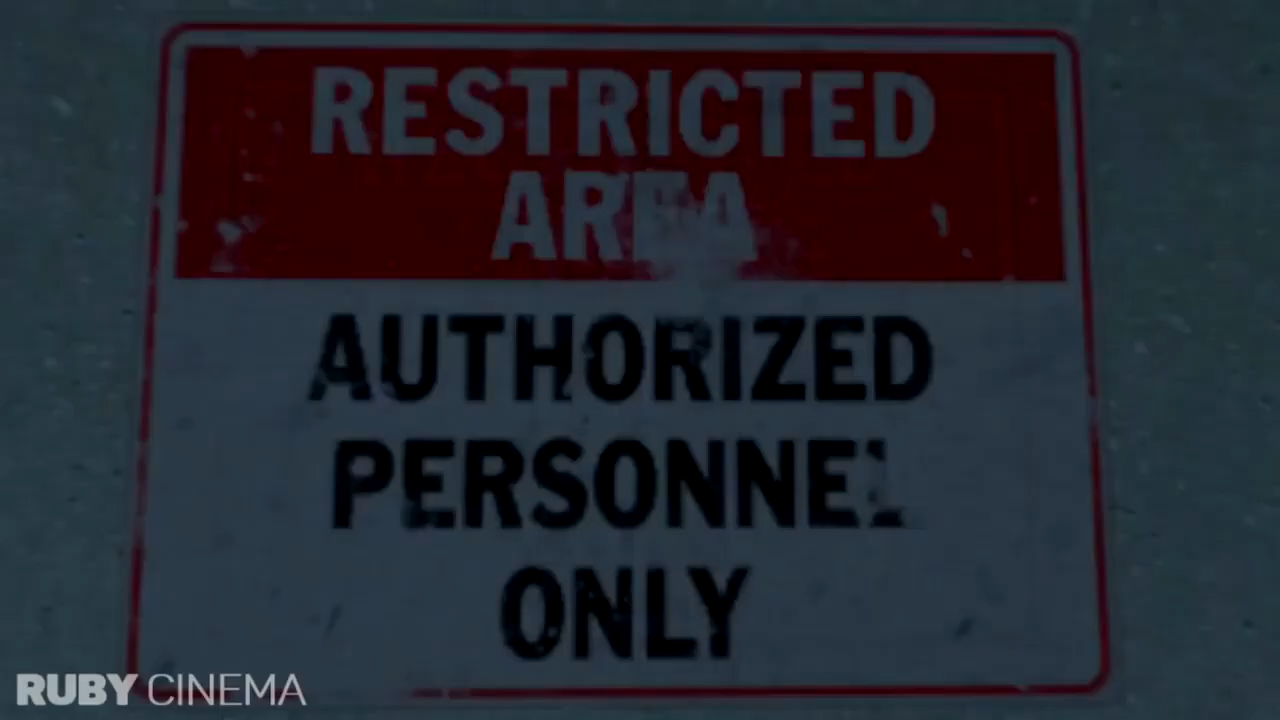 RESTRICTED
AREA
AUTHORIZED
PERSONNEL
ONLY
RUBY CINEMA